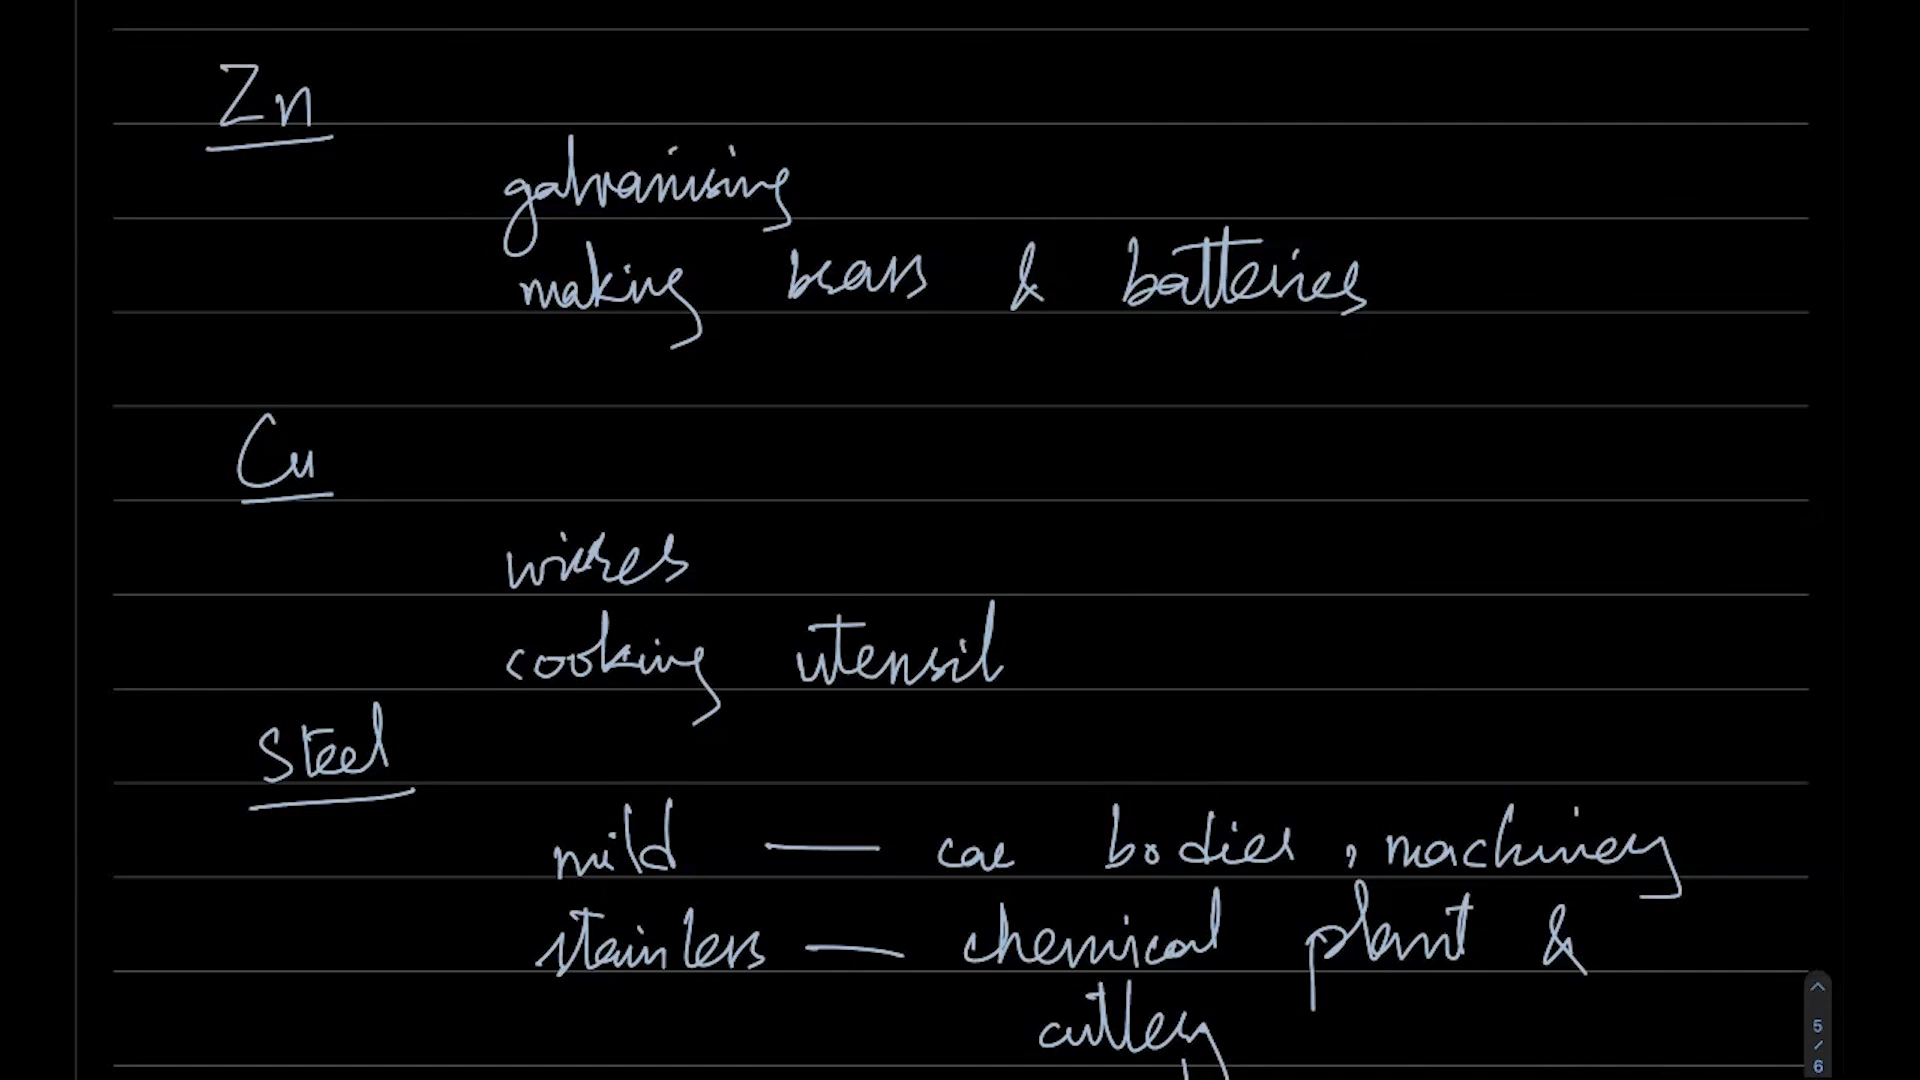 Zn
galvanising
making brass & batteries
Cu
wires
cooking utensil
Steel
mild — car bodies, machinery
stainless — chemical plant &
cutlery
5
/
6